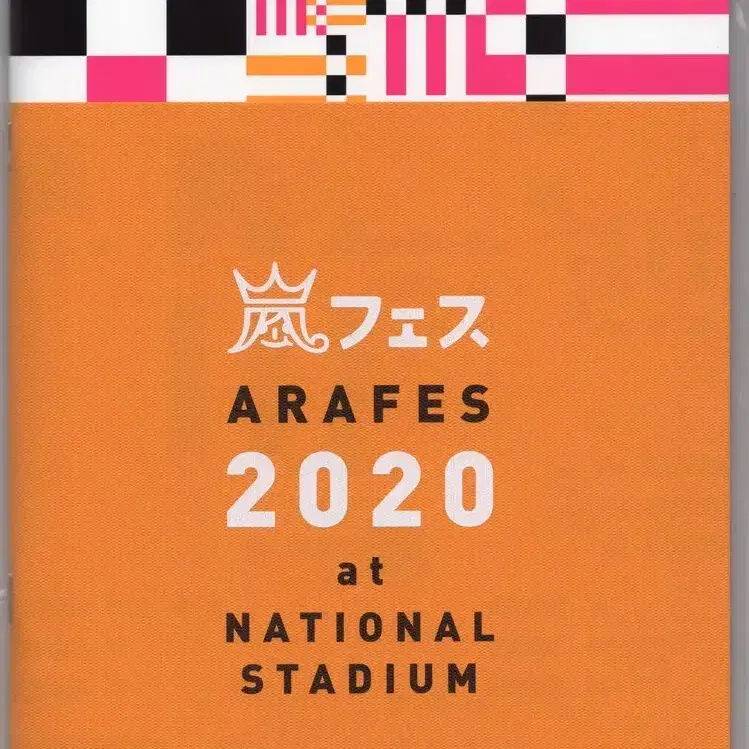 嵐フェス
ARAFES
2020
at
NATIONAL
STADIUM